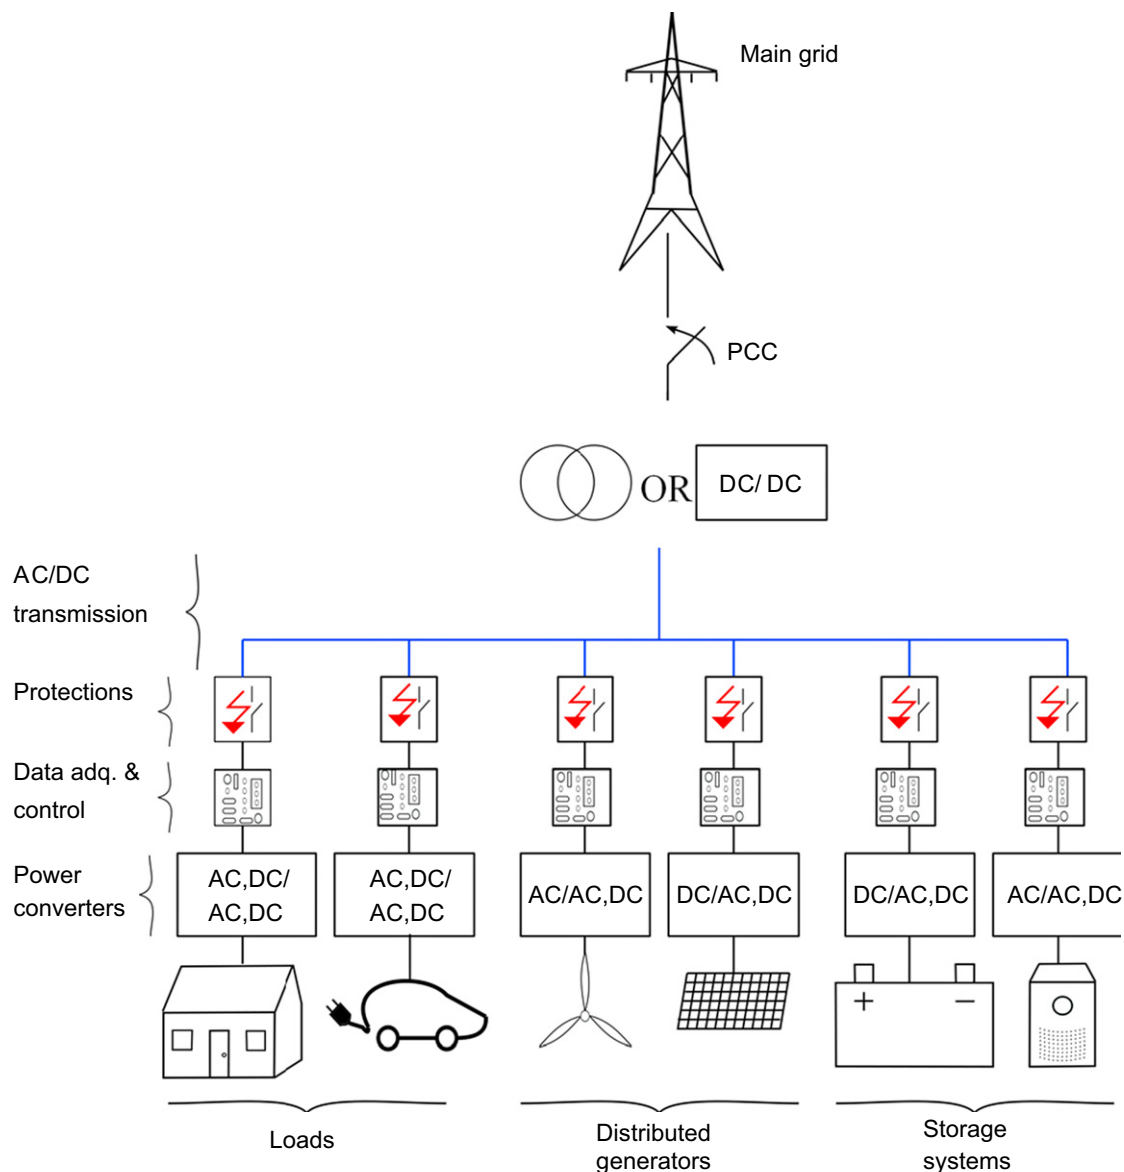 Main grid
PCC
OR
DC/ DC
AC/DC
transmission
Protections
Data adq. &
control
Power
converters
AC,DC/
AC,DC
AC,DC/
AC,DC
AC/AC,DC
DC/AC,DC
DC/AC,DC
AC/AC,DC
+
−
Loads
Distributed
generators
Storage
systems